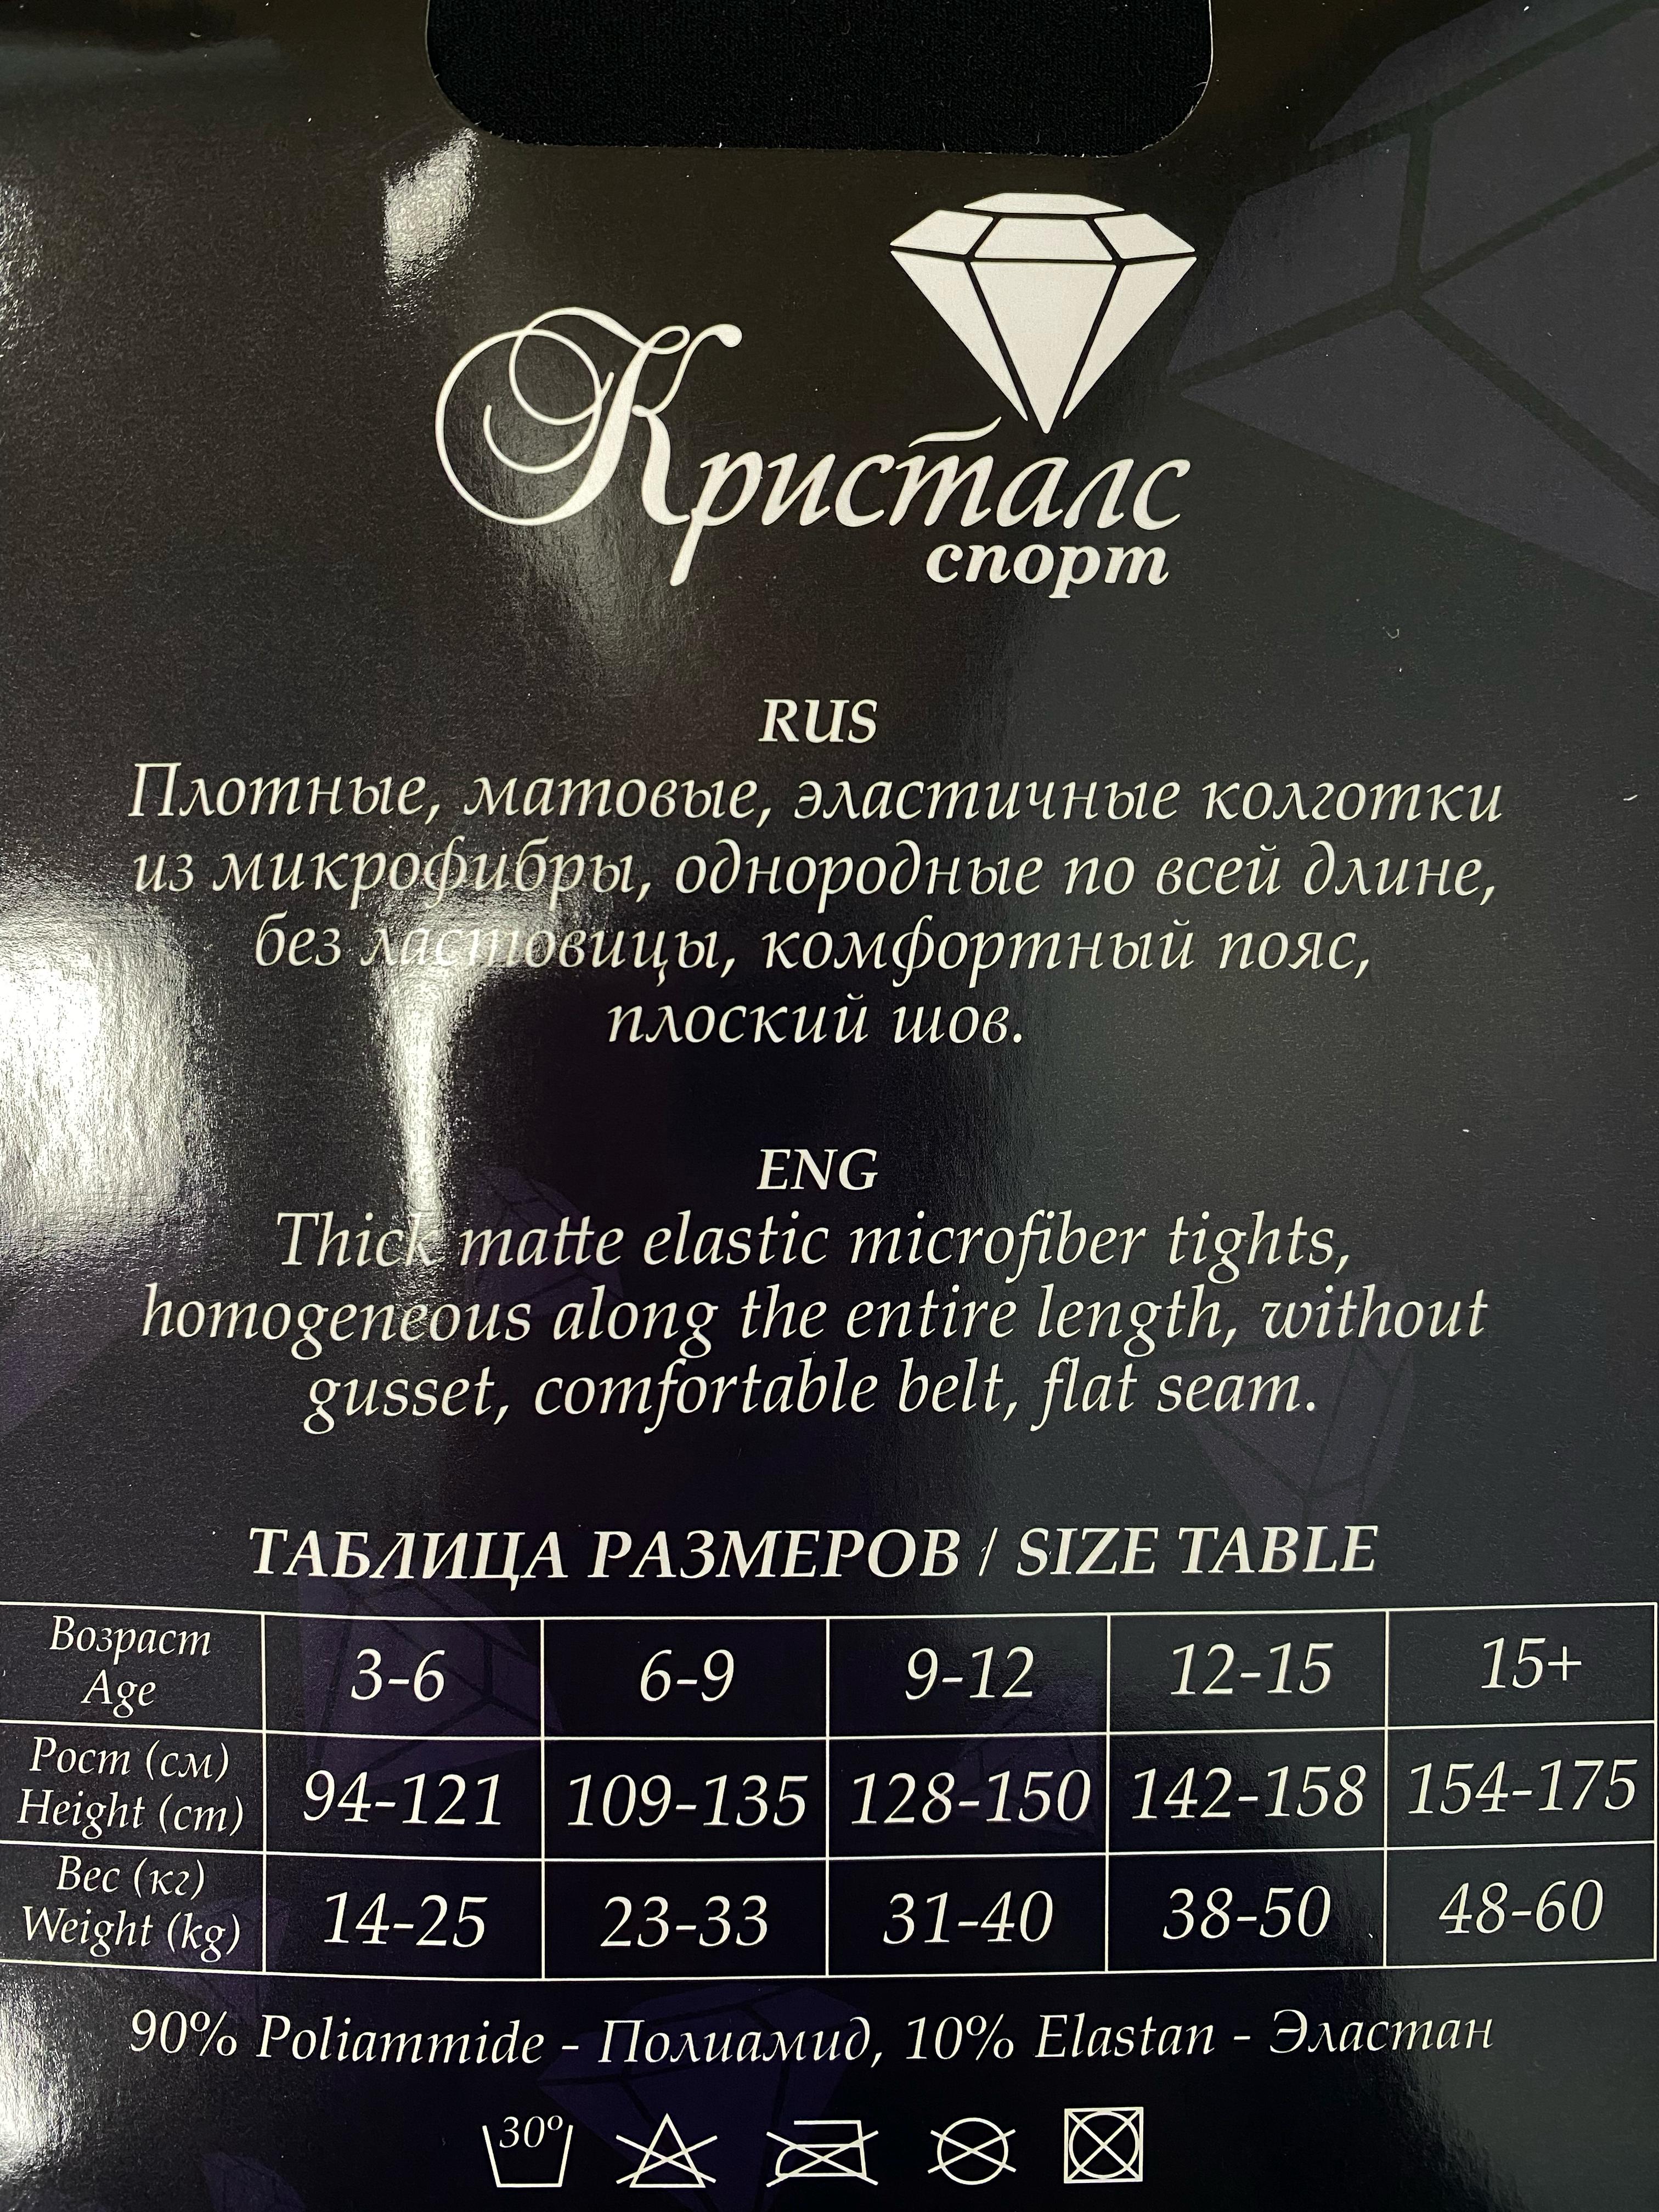 Кристалс
спорт
RUS
Плотные, матовые, эластичные колготки
из микрофибры, однородные по всей длине,
без ластовицы, комфортный пояс,
плоский шов.
ENG
Thick matte elastic microfiber tights,
homogeneous along the entire length, without
gusset, comfortable belt, flat seam.
ТАБЛИЦА РАЗМЕРОВ / SIZE TABLE
Возраст
Age
3-6 6-9 9-12 12-15 15+
Рост (см)
Height (cm)
94-121 109-135 128-150 142-158 154-175
Вес (кг)
Weight (kg)
14-25 23-33 31-40 38-50 48-60
90% Poliammide - Полиамид, 10% Elastan - Эластан
30°